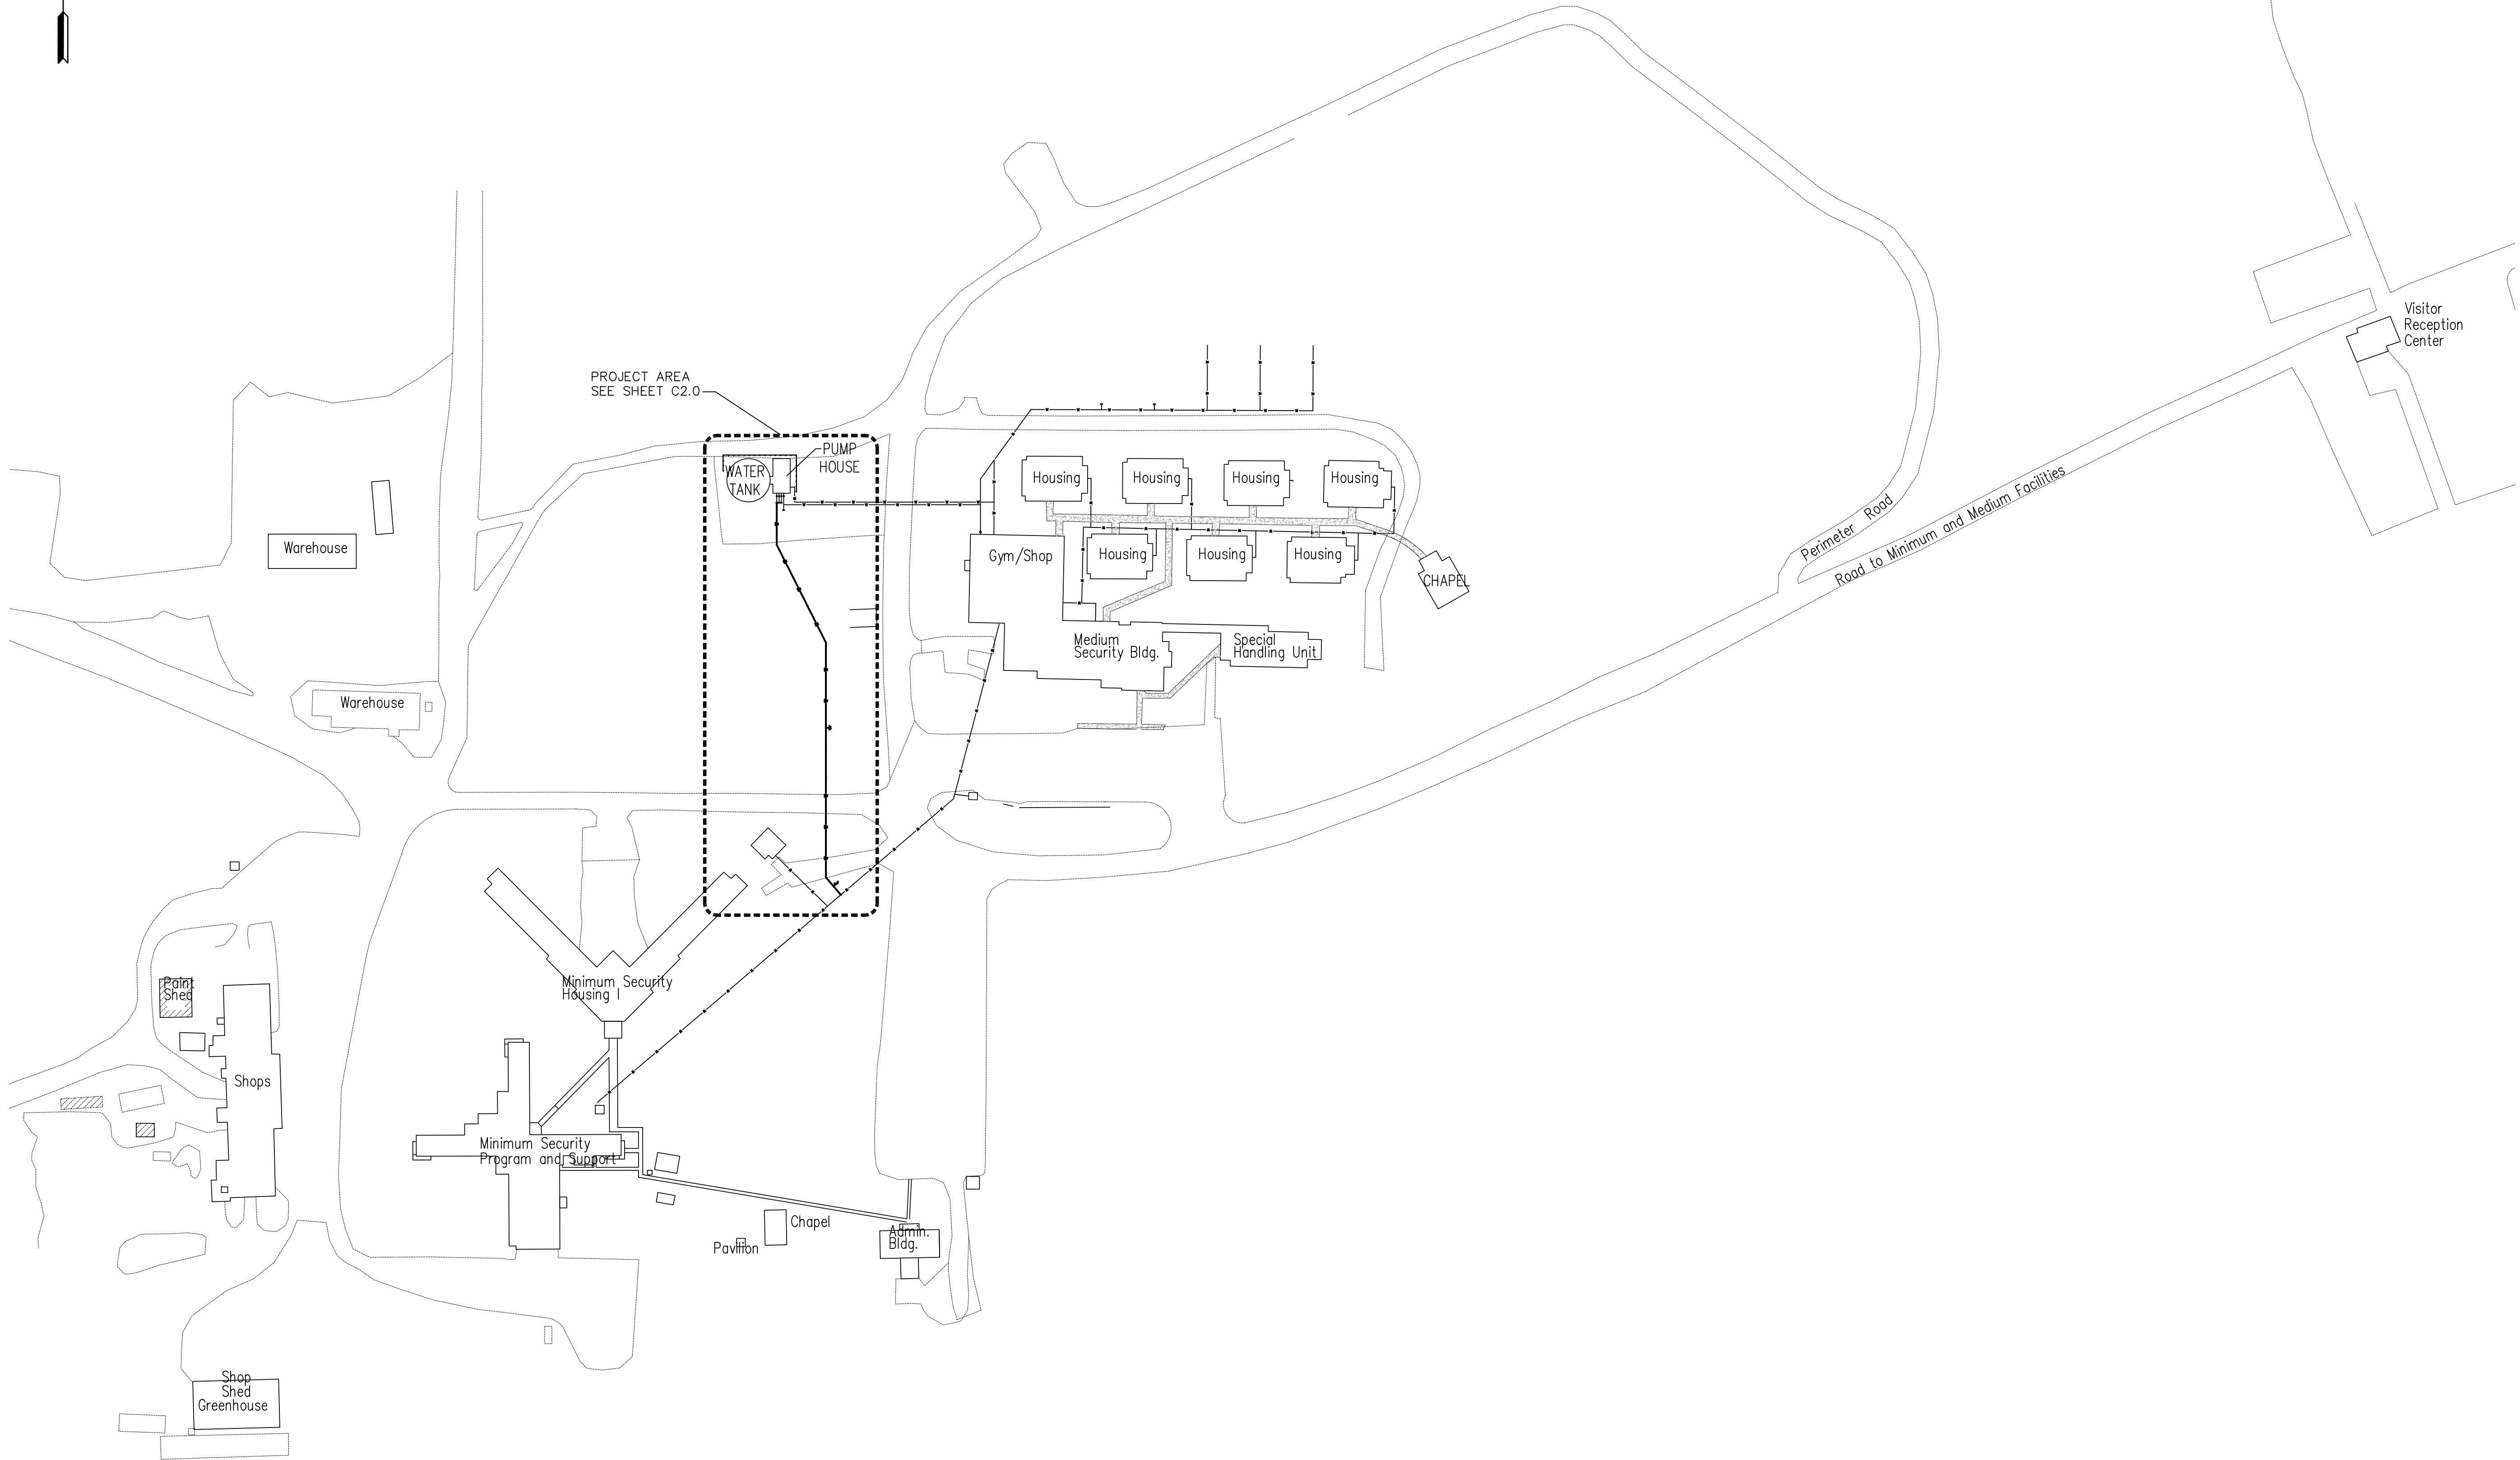 Visitor
Reception
Center
PROJECT AREA
SEE SHEET C2.0
PUMP
HOUSE
WATER
TANK
Housing
Housing
Housing
Housing
Perimeter Road
Road to Minimum and Medium Facilities
Warehouse
Gym/Shop
Housing
Housing
Housing
CHAPEL
Medium
Security Bldg.
Special
Handling Unit
Warehouse
Paint
Shed
Minimum Security
Housing I
Shops
Minimum Security
Program and Support
Chapel
Pavilion
Admin.
Bldg.
Shop
Shed
Greenhouse